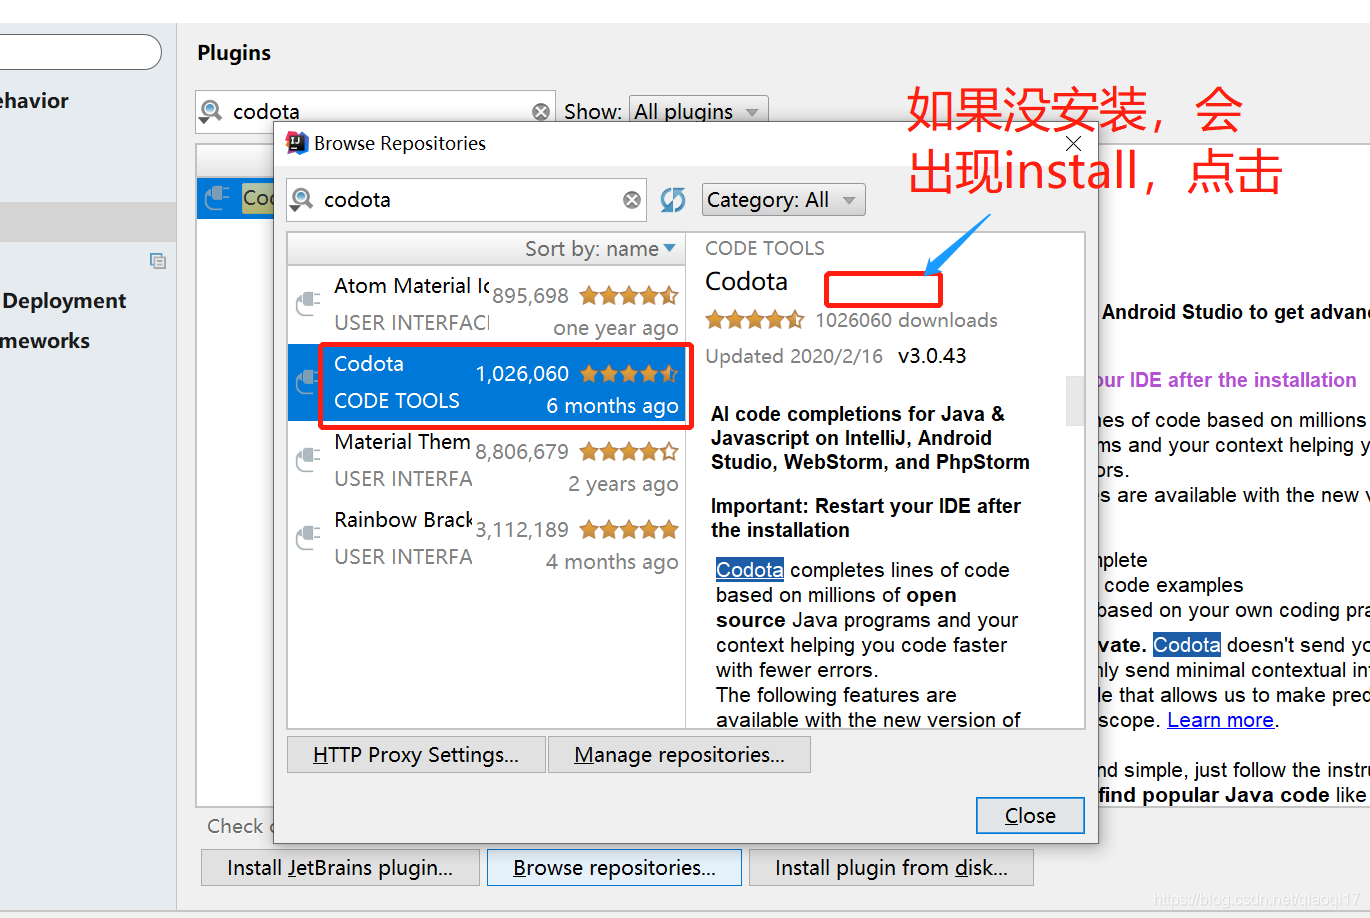 Plugins
ehavior
codota
Show: All plugins
如果没安装，会
出现install，点击
Browse Repositories
codota
Category: All
Sort by: name
CODE TOOLS
Codota
Atom Material Ic
895,698
USER INTERFACE
one year ago
1026060 downloads
Updated 2020/2/16 v3.0.43
Deployment
meworks
Codota
1,026,060
CODE TOOLS
6 months ago
Material Them
8,806,679
USER INTERFA
2 years ago
Rainbow Brack
3,112,189
USER INTERFA
4 months ago
AI code completions for Java &
Javascript on IntelliJ, Android
Studio, WebStorm, and PhpStorm
Important: Restart your IDE after
the installation
Codota completes lines of code
based on millions of open
source Java programs and your
context helping you code faster
with fewer errors.
The following features are
available with the new version of
Android Studio to get advanc
our IDE after the installation
nes of code based on millions
ms and your context helping y
ors.
s are available with the new v
nplete
code examples
based on your own coding pra
vate. Codota doesn't send yo
nly send minimal contextual inf
le that allows us to make pred
scope. Learn more.
nd simple, just follow the instru
find popular Java code like
HTTP Proxy Settings...
Manage repositories...
Close
Check
Install JetBrains plugin...
Browse repositories...
Install plugin from disk...
https://blog.csdn.net/qiaoqi17